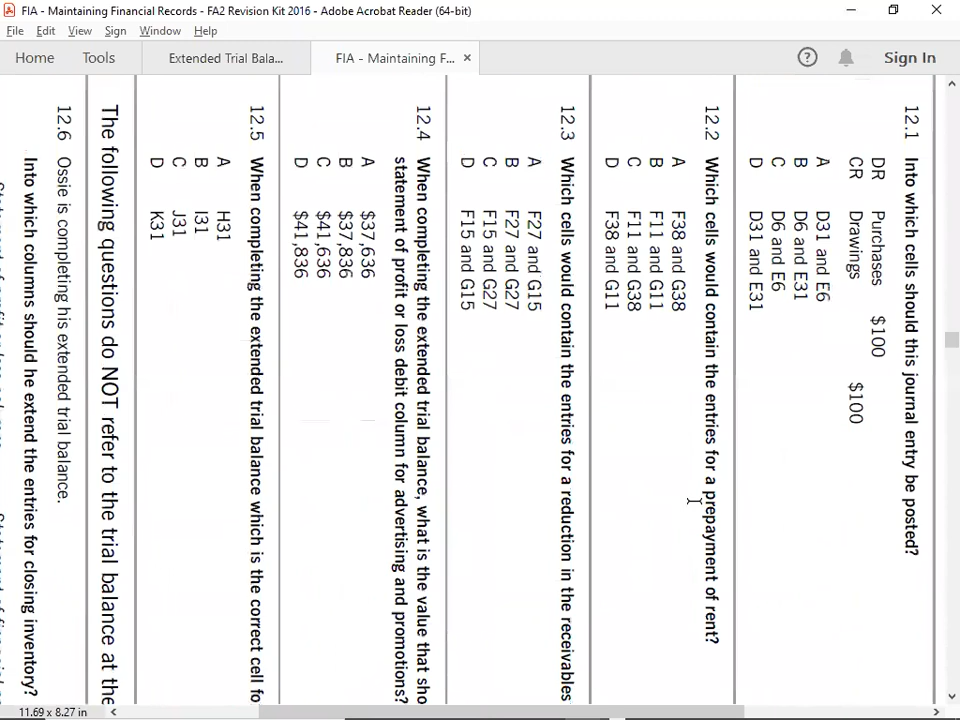 FIA - Maintaining Financial Records - FA2 Revision Kit 2016 - Adobe Acrobat Reader (64-bit)
File Edit View Sign Window Help
Home Tools Extended Trial Bala... FIA - Maintaining F... × Sign In
12.1 Into which cells should this journal entry be posted?
DR Purchases $100
CR Drawings $100
A D31 and E6
B D6 and E31
C D6 and E6
D D31 and E31
12.2 Which cells would contain the entries for a prepayment of rent?
A F38 and G38
B F11 and G11
C F11 and G38
D F38 and G11
12.3 Which cells would contain the entries for a reduction in the receivables
A F27 and G15
B F27 and G27
C F15 and G27
D F15 and G15
12.4 When completing the extended trial balance, what is the value that sho
statement of profit or loss debit column for advertising and promotions?
A $37,636
B $37,836
C $41,636
D $41,836
12.5 When completing the extended trial balance which is the correct cell fo
A H31
B I31
C J31
D K31
The following questions do NOT refer to the trial balance at the
12.6 Ossie is completing his extended trial balance.
Into which columns should he extend the entries for closing inventory?
11.69 x 8.27 in